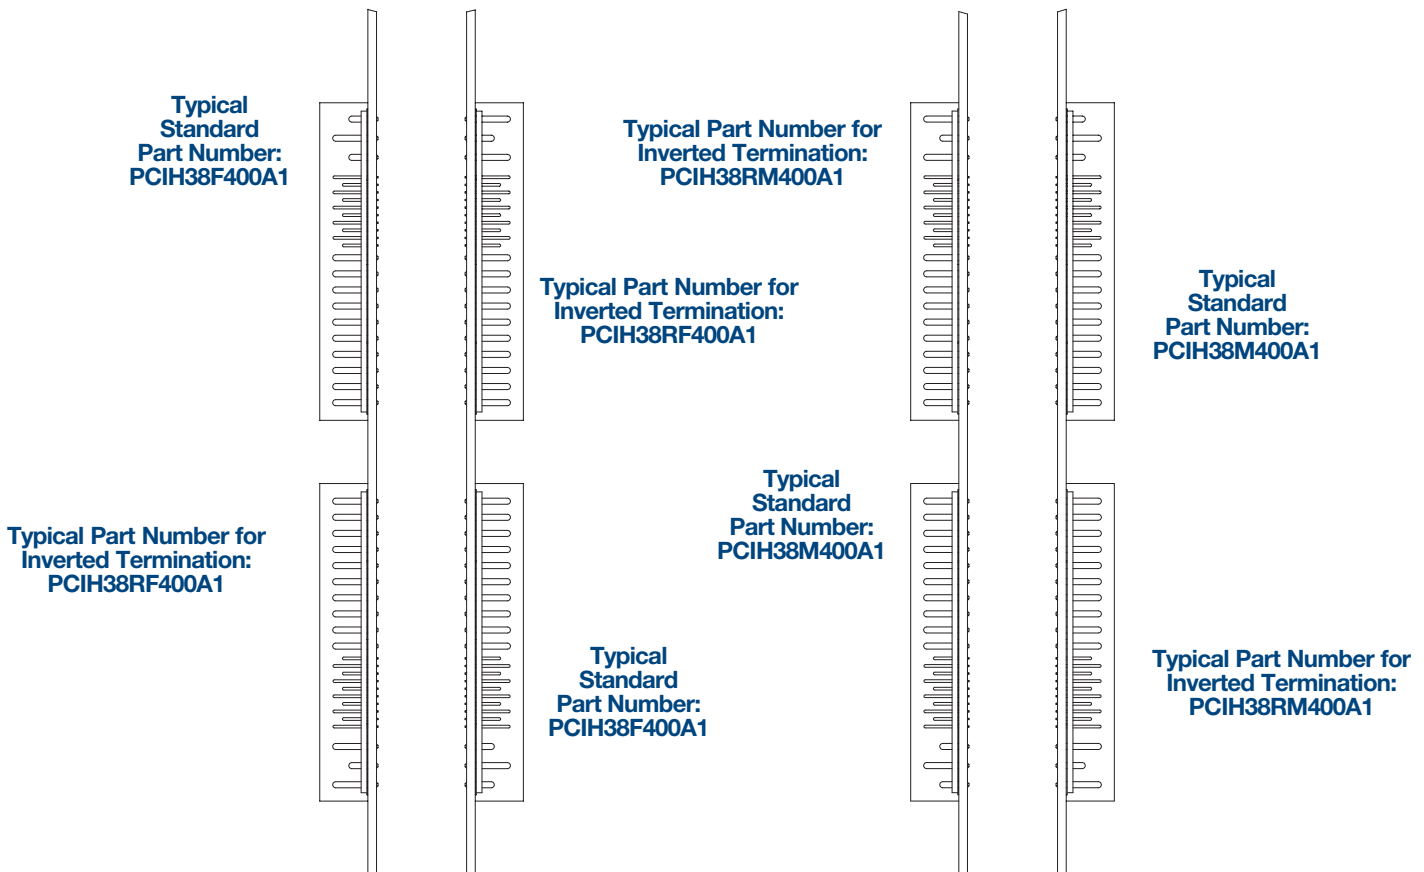 Typical
Standard
Part Number:
PCIH38F400A1
Typical Part Number for
Inverted Termination:
PCIH38RM400A1
Typical Part Number for
Inverted Termination:
PCIH38RF400A1
Typical
Standard
Part Number:
PCIH38M400A1
Typical Part Number for
Inverted Termination:
PCIH38RF400A1
Typical
Standard
Part Number:
PCIH38M400A1
Typical
Standard
Part Number:
PCIH38F400A1
Typical Part Number for
Inverted Termination:
PCIH38RM400A1